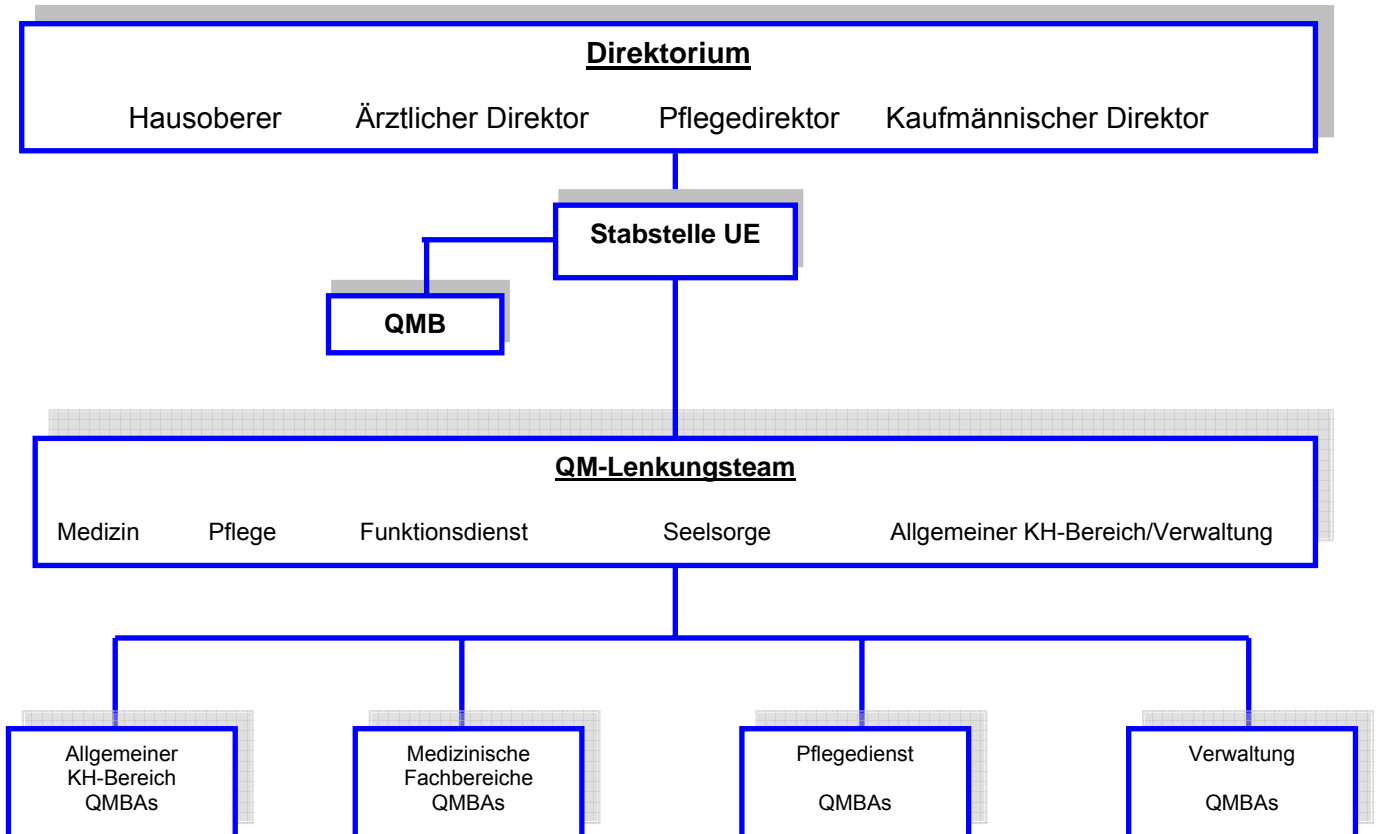 Direktorium
Hausoberer Ärztlicher Direktor Pflegedirektor Kaufmännischer Direktor
Stabstelle UE
QMB
QM-Lenkungsteam
Medizin Pflege Funktionsdienst Seelsorge Allgemeiner KH-Bereich/Verwaltung
Allgemeiner
KH-Bereich
QMBAs
Medizinische
Fachbereiche
QMBAs
Pflegedienst
QMBAs
Verwaltung
QMBAs